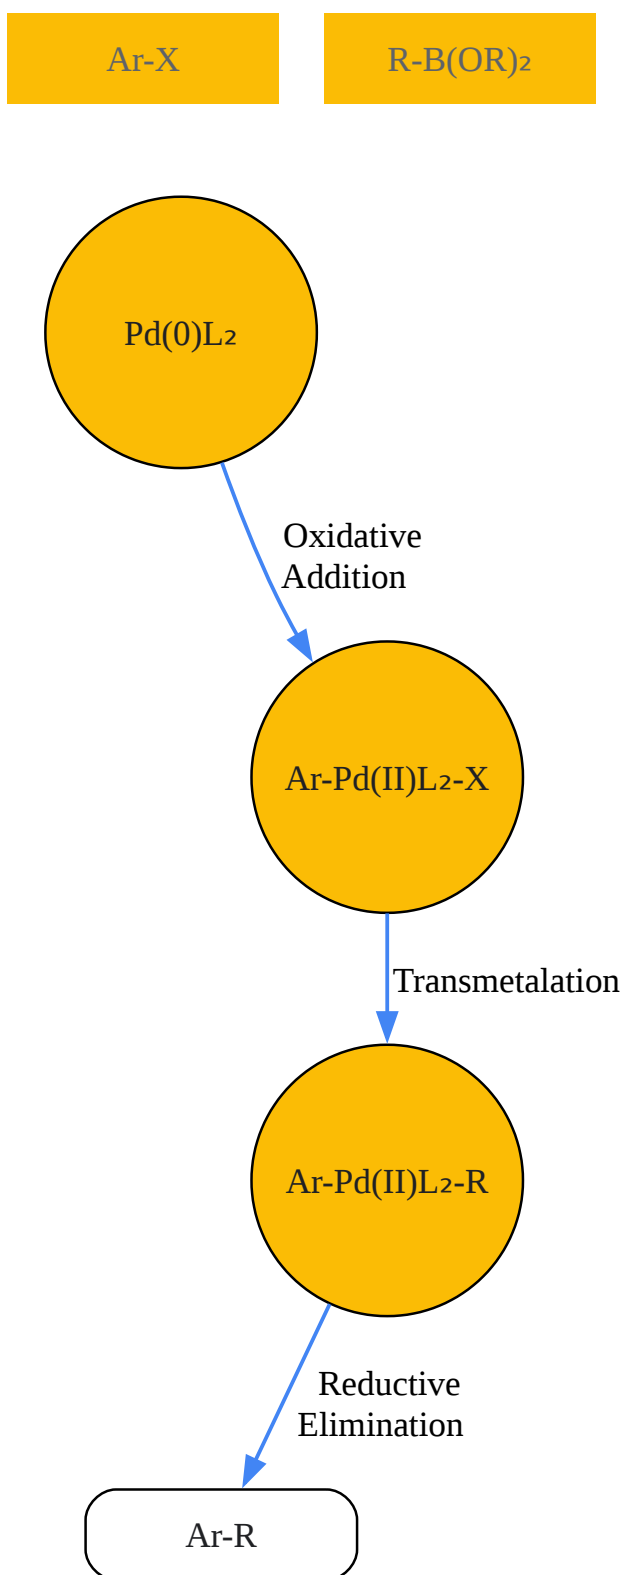 Ar-X
R-B(OR)₂
Pd(0)L₂
Oxidative
Addition
Ar-Pd(II)L₂-X
Transmetalation
Ar-Pd(II)L₂-R
Reductive
Elimination
Ar-R